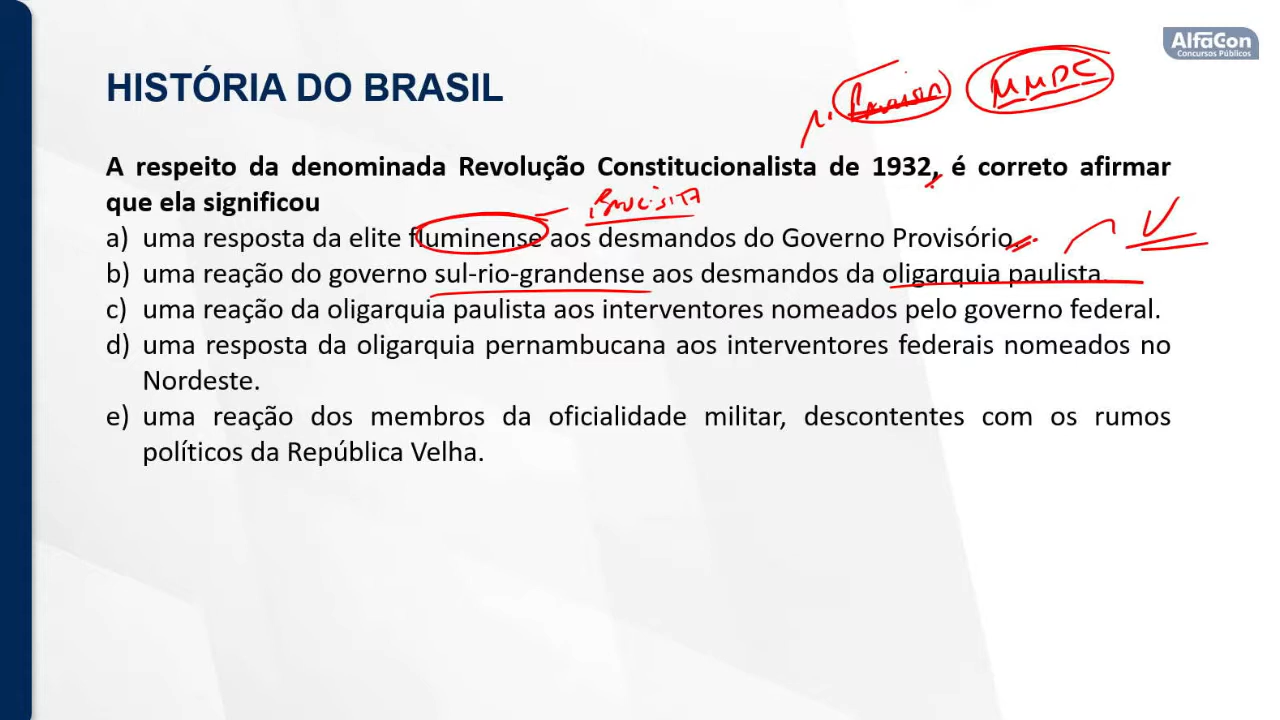 AlfaCon
Concursos Públicos
HISTÓRIA DO BRASIL
MMDC
A respeito da denominada Revolução Constitucionalista de 1932, é correto afirmar
que ela significou
a) uma resposta da elite fluminense aos desmandos do Governo Provisório.
b) uma reação do governo sul-rio-grandense aos desmandos da oligarquia paulista.
c) uma reação da oligarquia paulista aos interventores nomeados pelo governo federal.
d) uma resposta da oligarquia pernambucana aos interventores federais nomeados no
Nordeste.
e) uma reação dos membros da oficialidade militar, descontentes com os rumos
políticos da República Velha.